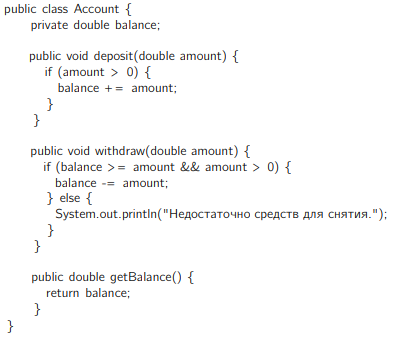 public class Account {
private double balance;
public void deposit(double amount) {
if (amount > 0) {
balance += amount;
}
}
public void withdraw(double amount) {
if (balance >= amount && amount > 0) {
balance -= amount;
} else {
System.out.println("Недостаточно средств для снятия.");
}
}
public double getBalance() {
return balance;
}
}